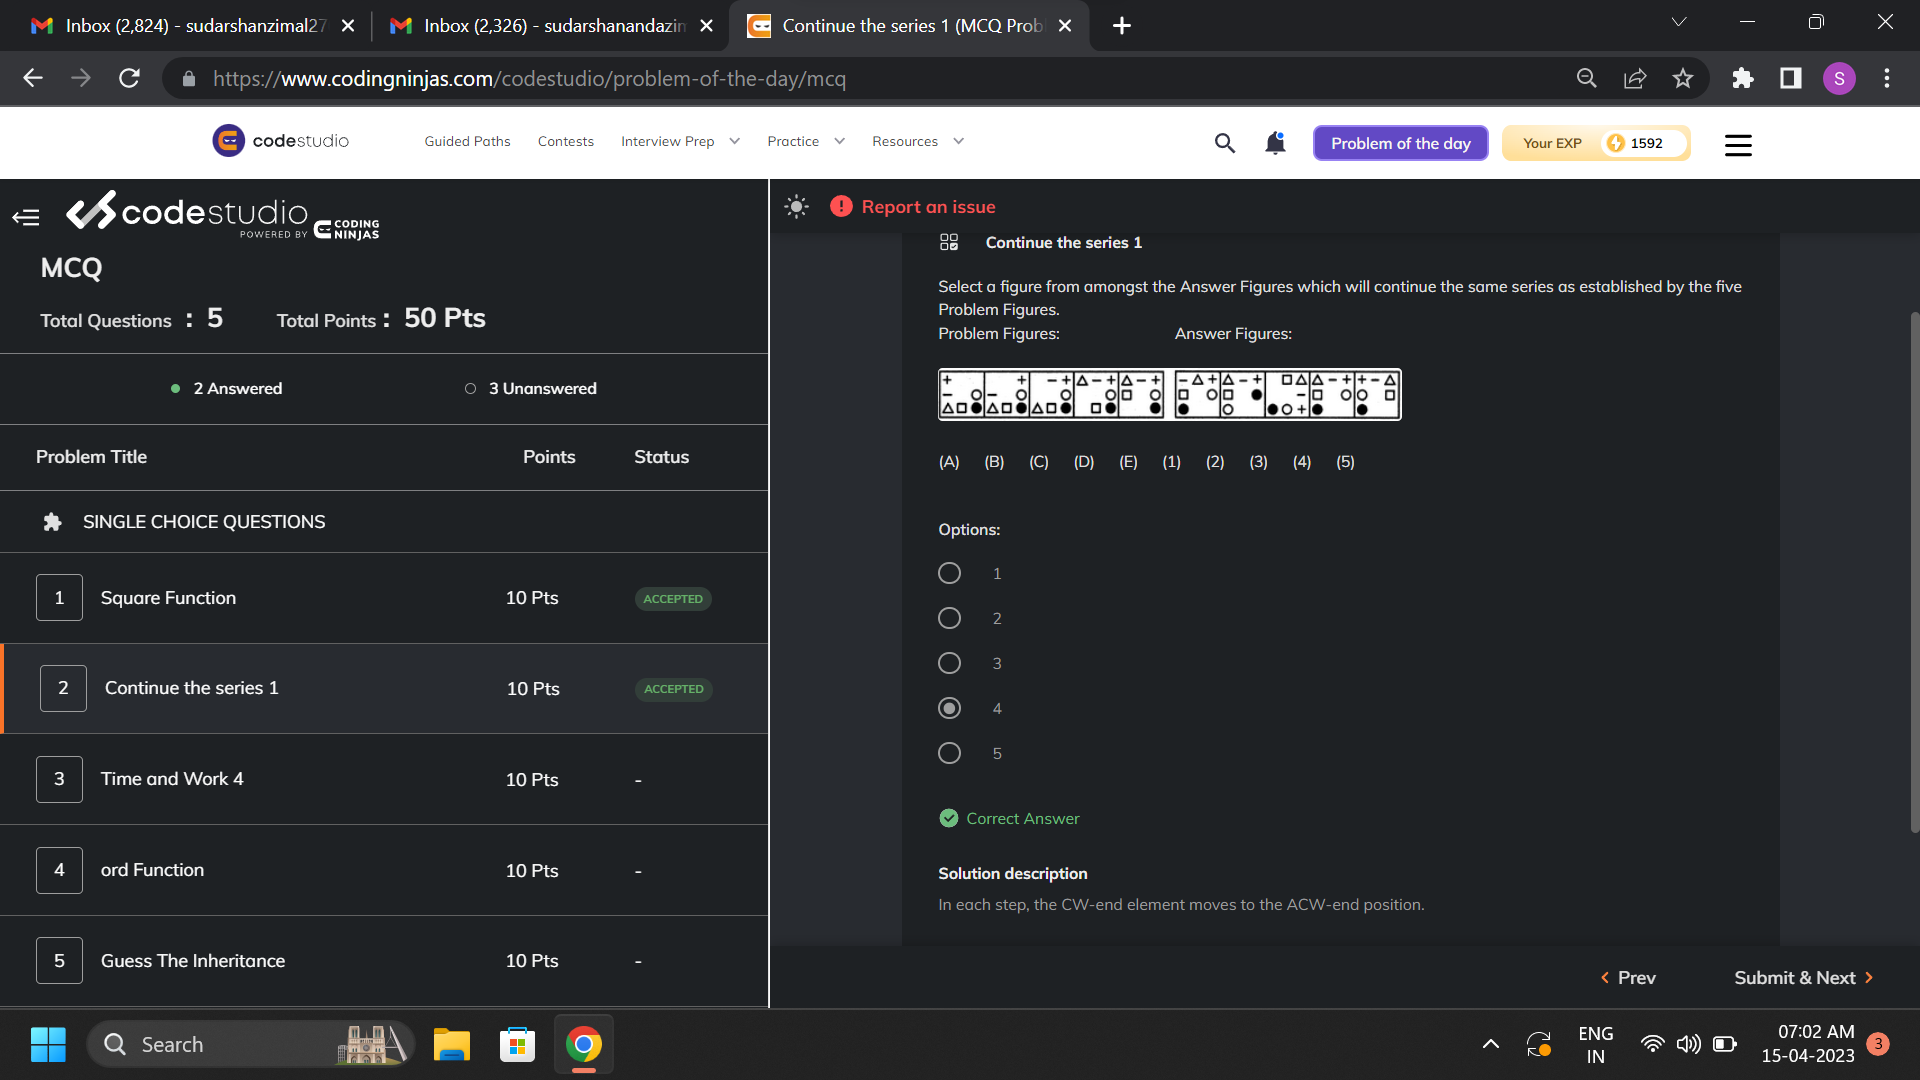 Inbox (2,824) - sudarshanzimal27
Inbox (2,326) - sudarshanandazim
Continue the series 1 (MCQ Prob
https://www.codingninjas.com/codestudio/problem-of-the-day/mcq
S
codestudio
Guided Paths
Contests
Interview Prep
Practice
Resources
Problem of the day
Your EXP
1592
codestudio
POWERED BY CODING NINJAS
MCQ
Total Questions : 5
Total Points : 50 Pts
2 Answered
3 Unanswered
Problem Title
Points
Status
SINGLE CHOICE QUESTIONS
1
Square Function
10 Pts
ACCEPTED
2
Continue the series 1
10 Pts
ACCEPTED
3
Time and Work 4
10 Pts
-
4
ord Function
10 Pts
-
5
Guess The Inheritance
10 Pts
-
Report an issue
Continue the series 1
Select a figure from amongst the Answer Figures which will continue the same series as established by the five
Problem Figures.
Problem Figures:
Answer Figures:
(A) (B) (C) (D) (E) (1) (2) (3) (4) (5)
Options:
1
2
3
4
5
Correct Answer
Solution description
In each step, the CW-end element moves to the ACW-end position.
Prev
Submit & Next
Search
ENG
IN
07:02 AM
15-04-2023
3